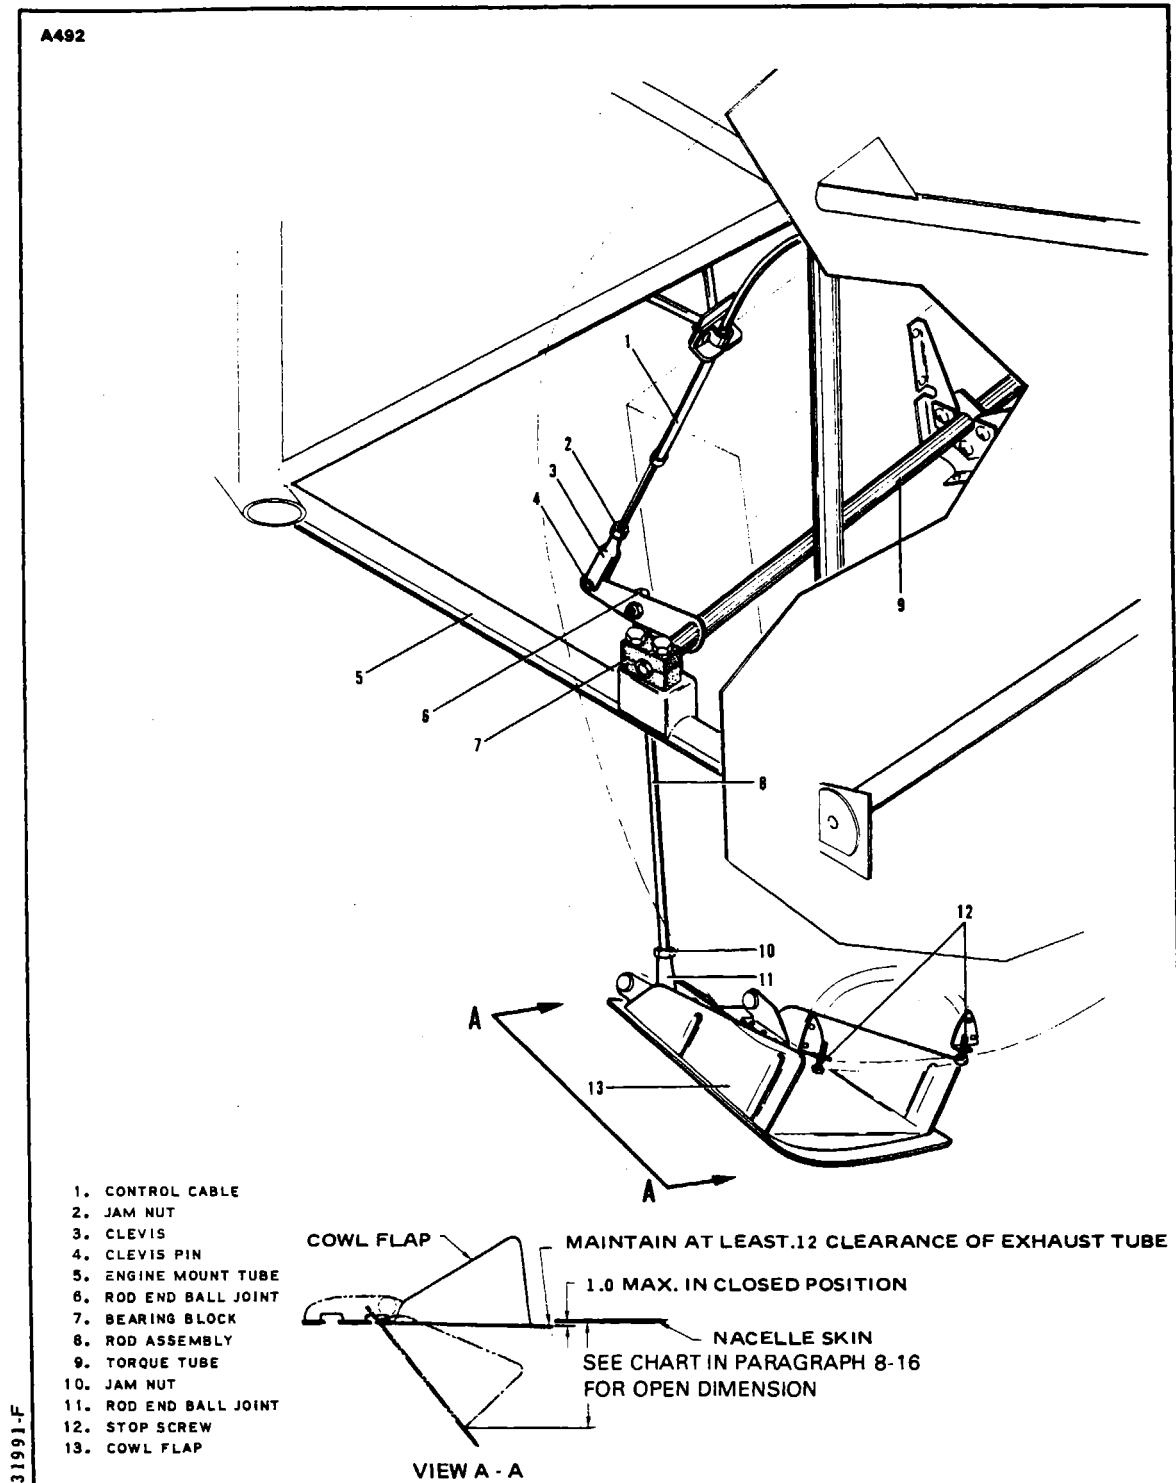 A492
1
2
3
4
5
6
7
8
9
10
11
12
13
A
A
1. CONTROL CABLE
2. JAM NUT
3. CLEVIS
4. CLEVIS PIN
5. ENGINE MOUNT TUBE
6. ROD END BALL JOINT
7. BEARING BLOCK
8. ROD ASSEMBLY
9. TORQUE TUBE
10. JAM NUT
11. ROD END BALL JOINT
12. STOP SCREW
13. COWL FLAP
COWL FLAP
MAINTAIN AT LEAST.12 CLEARANCE OF EXHAUST TUBE
1.0 MAX. IN CLOSED POSITION
NACELLE SKIN
SEE CHART IN PARAGRAPH 8-16
FOR OPEN DIMENSION
VIEW A - A
31991-F